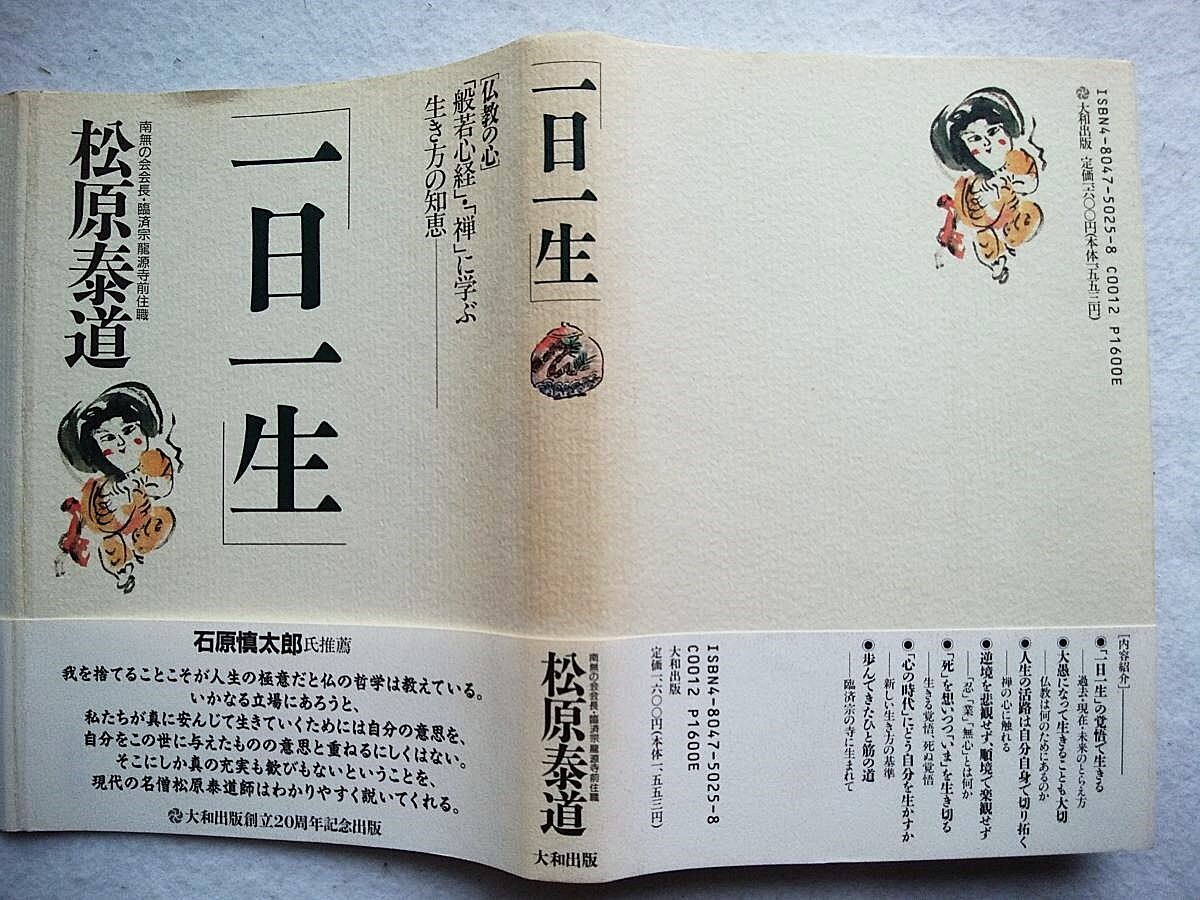 「一日一生」
[仏教の心]
「般若心経」・「禅」に学ぶ
生き方の知恵――
南無の会会長・臨済宗 龍源寺前住職
松原泰道
石原慎太郎氏推薦
我を捨てることこそが人生の極意だと仏の哲学は教えている。
いかなる立場にあろうと、
私たちが真に安んじて生きていくためには自分の意思を、
自分をこの世に与えたものの意思と重ねるにしくはない。
そこにしか真の充実も歓びもないということを、
現代の名僧松原泰道師はわかりやすく説いてくれる。
大和出版創立20周年記念出版
「一日一生」
南無の会会長・臨済宗 龍源寺前住職
松原泰道
大和出版
ISBN4-8047-5025-8 C0012 P1600E
大和出版 定価一六〇〇円(本体一五五三円)
[内容紹介]
●「一日一生」の覚悟で生きる
――過去・現在・未来のとらえ方
●大愚になって生きることも大切
――仏教は何のためにあるのか
●人生の活路は自分自身で切り拓く
――禅の心に触れる
●逆境を悲観せず、順境で楽観せず
――「忍」「業」「無心」とは何か
●「死」を想いつつ「いま」を生き切る
――生きる覚悟、死ぬ覚悟
●「心の時代」にどう自分を生かすか
――新しい生き方の基準
●歩んできたひと筋の道
――臨済宗の寺に生まれて
ISBN4-8047-5025-8
C0012 P1600E
大和出版
定価一、六〇〇円(本体一、五五三円)